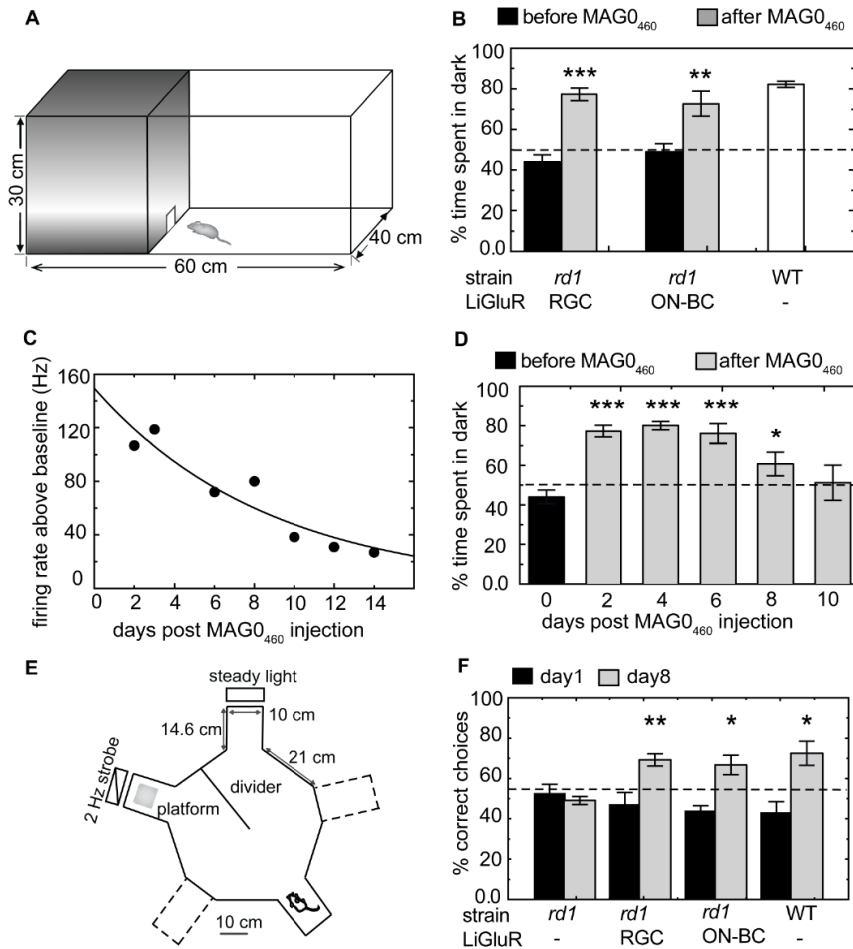 A
30 cm
60 cm
40 cm
B
before MAG0₄₆₀ after MAG0₄₆₀
% time spent in dark
100
80
60
40
20
0.0
*** **
strain rd1 rd1 WT
LiGluR RGC ON-BC -
C
firing rate above baseline (Hz)
160
120
80
40
0
0 2 4 6 8 10 12 14
days post MAG0₄₆₀ injection
D
before MAG0₄₆₀ after MAG0₄₆₀
% time spent in dark
100
80
60
40
20
0.0
*** *** *** *
0 2 4 6 8 10
days post MAG0₄₆₀ injection
E
steady light
10 cm
14.6 cm
21 cm
2 Hz strobe
divider
platform
10 cm
F
day1 day8
% correct choices
100
80
60
40
20
0.0
** * *
strain rd1 rd1 rd1 WT
LiGluR - RGC ON-BC -